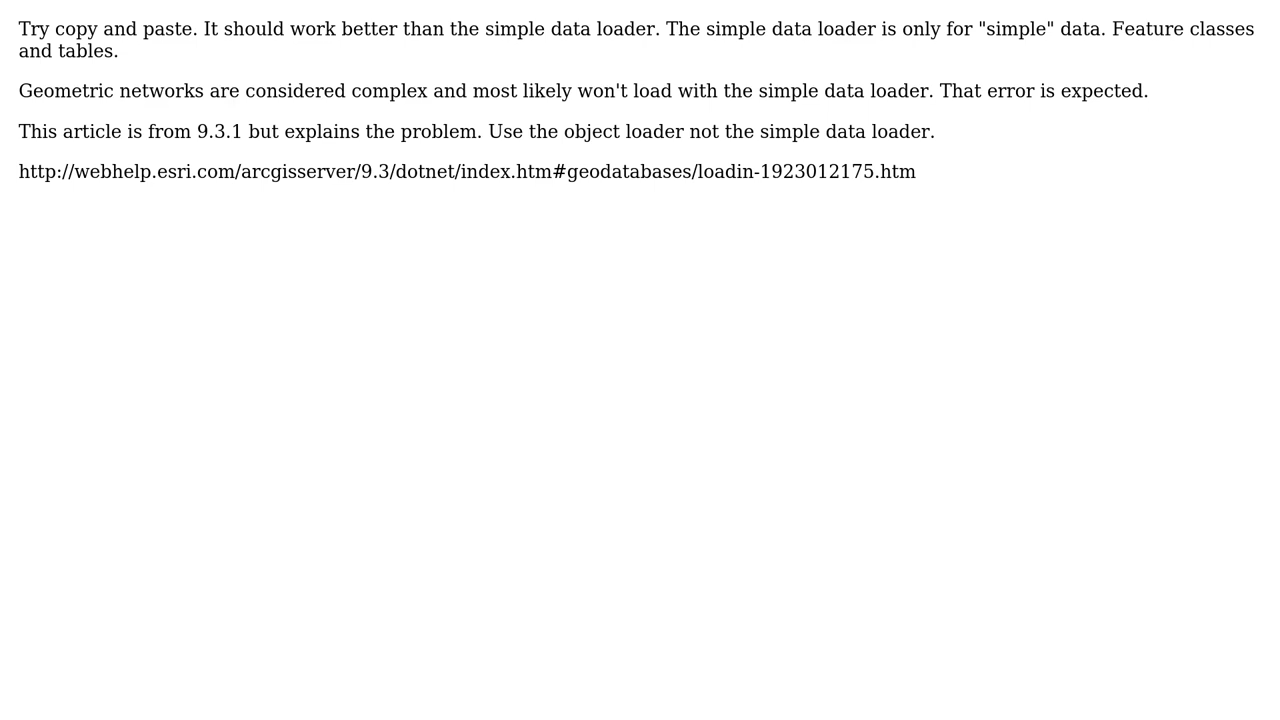 Try copy and paste. It should work better than the simple data loader. The simple data loader is only for "simple" data. Feature classes
and tables.
Geometric networks are considered complex and most likely won't load with the simple data loader. That error is expected.
This article is from 9.3.1 but explains the problem. Use the object loader not the simple data loader.
http://webhelp.esri.com/arcgisserver/9.3/dotnet/index.htm#geodatabases/loadin-1923012175.htm